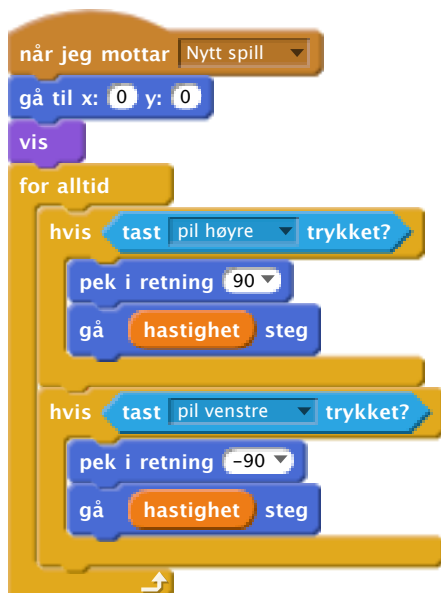 når jeg mottar Nytt spill
gå til x: 0 y: 0
vis
for alltid
hvis tast pil høyre trykket?
pek i retning 90
gå hastighet steg
hvis tast pil venstre trykket?
pek i retning -90
gå hastighet steg